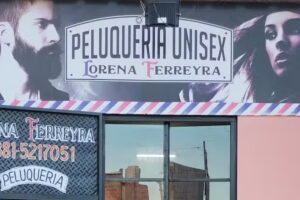 PELUQUERIA UNISEX
LORENA FERREYRA
NA FERREYRA
381-5217051
PELUQUERIA